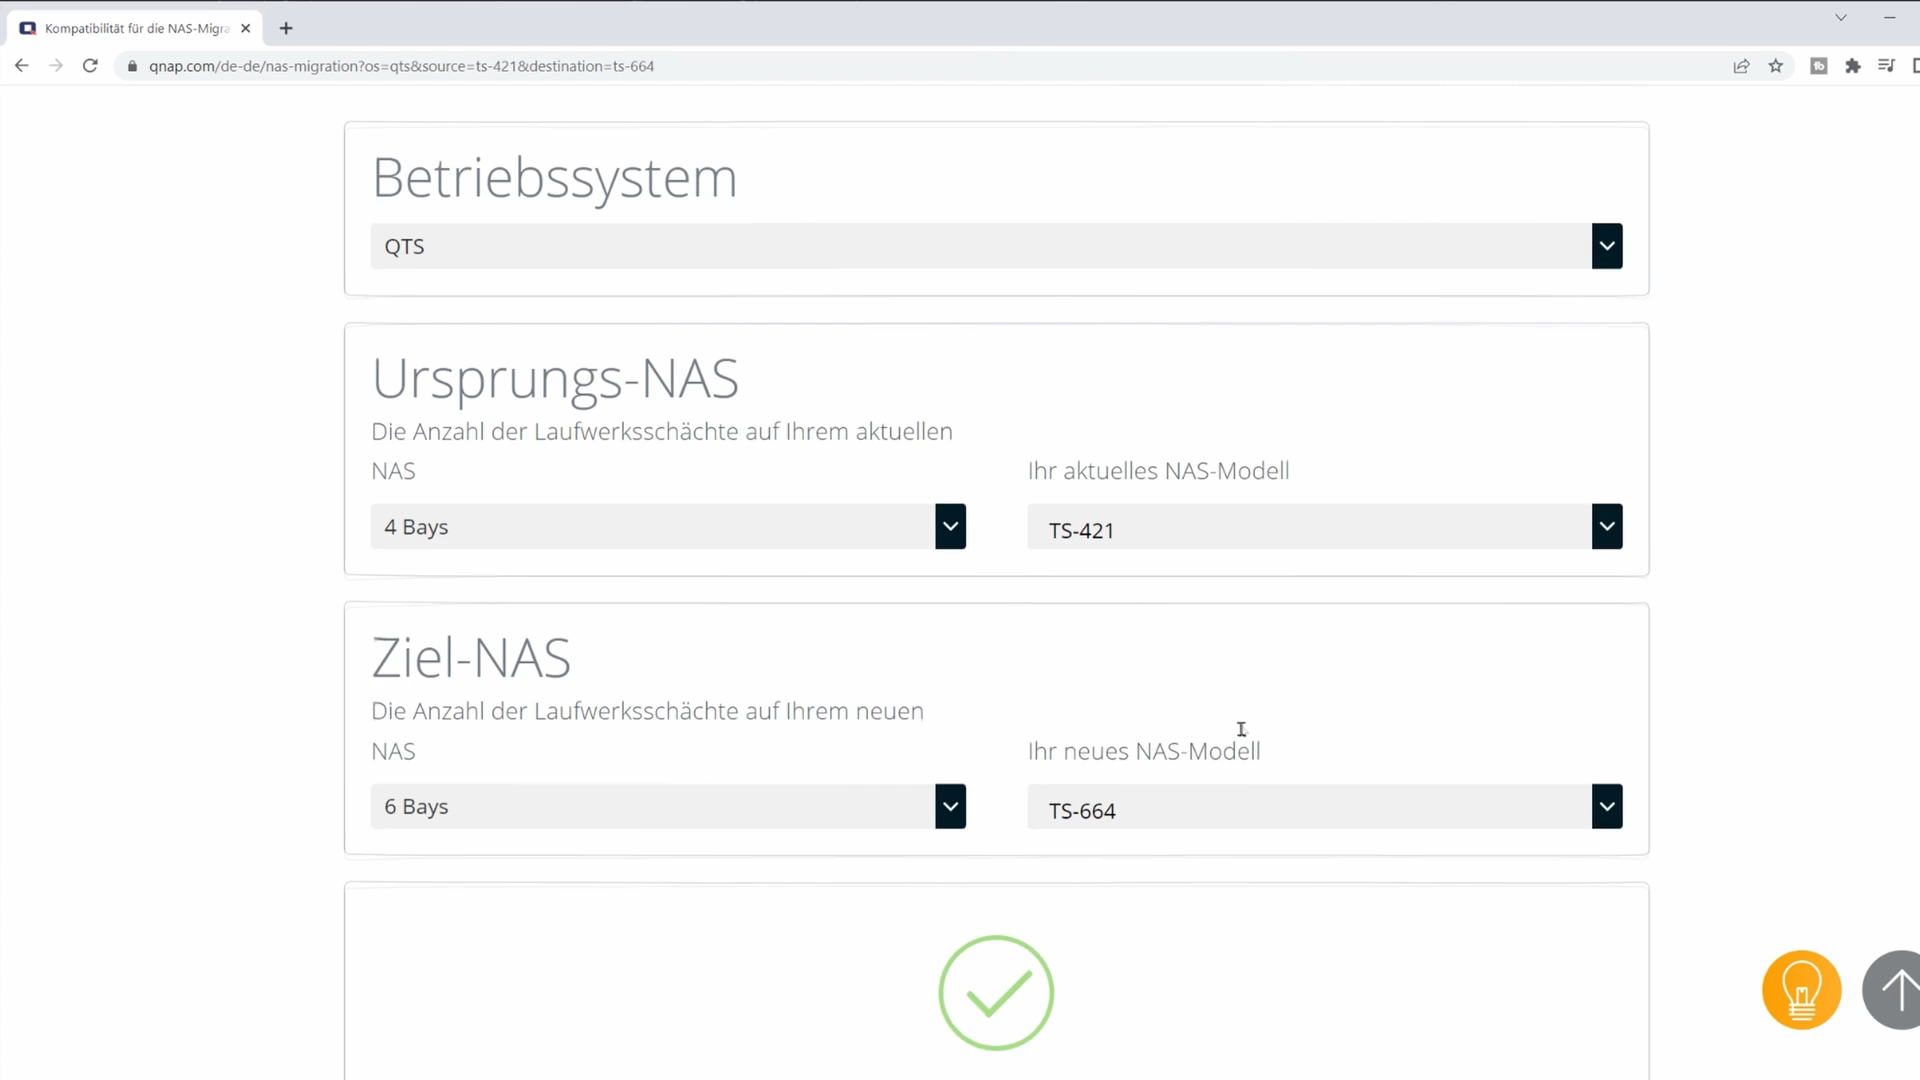 Kompatibilität für die NAS-Migra
qnap.com/de-de/nas-migration?os=qts&source=ts-421&destination=ts-664
Betriebssystem
QTS
Ursprungs-NAS
Die Anzahl der Laufwerksschächte auf Ihrem aktuellen
NAS
Ihr aktuelles NAS-Modell
4 Bays
TS-421
Ziel-NAS
Die Anzahl der Laufwerksschächte auf Ihrem neuen
NAS
Ihr neues NAS-Modell
6 Bays
TS-664